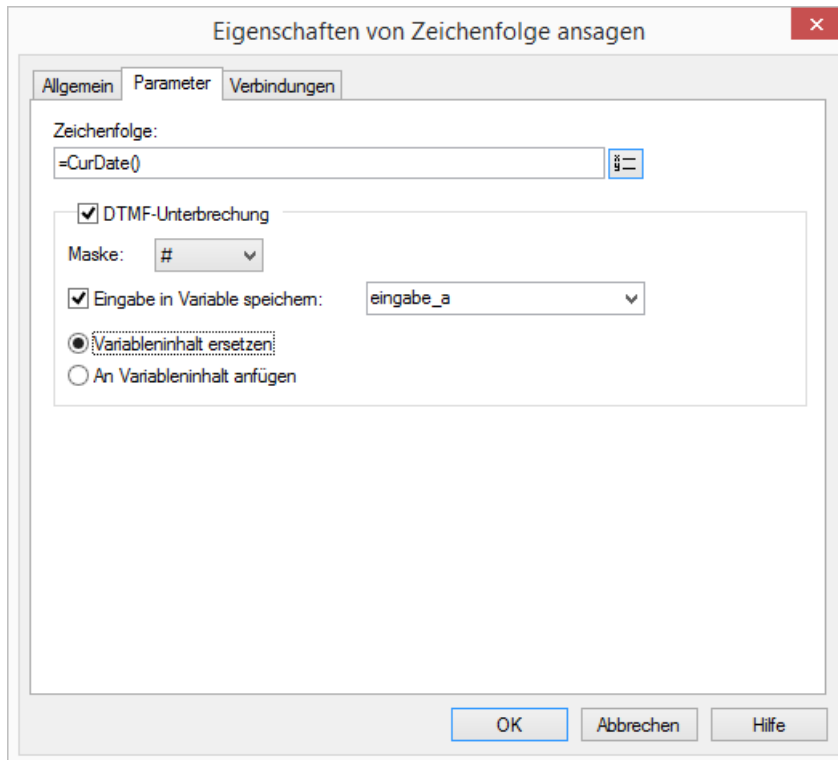 Eigenschaften von Zeichenfolge ansagen
Allgemein Parameter Verbindungen
Zeichenfolge:
=CurDate()
DTMF-Unterbrechung
Maske: #
Eingabe in Variable speichern: eingabe_a
Variableninhalt ersetzen
An Variableninhalt anfügen
OK Abbrechen Hilfe